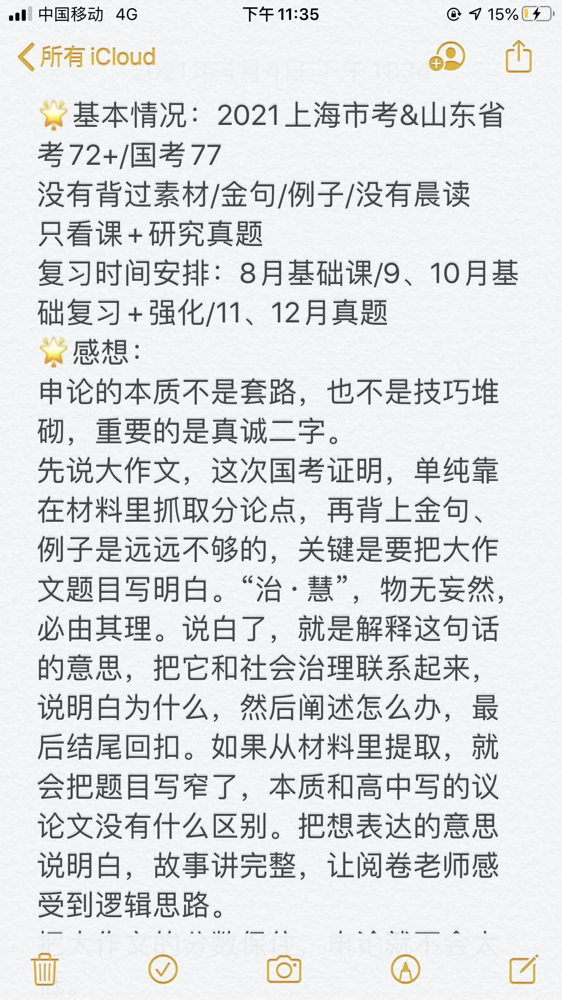 中国移动 4G 下午11:35 15%
所有 iCloud
🌟基本情况：2021上海市考&山东省
考72+/国考77
没有背过素材/金句/例子/没有晨读
只看课+研究真题
复习时间安排：8月基础课/9、10月基
础复习+强化/11、12月真题
🌟感想：
申论的本质不是套路，也不是技巧堆
砌，重要的是真诚二字。
先说大作文，这次国考证明，单纯靠
在材料里抓取分论点，再背上金句、
例子是远远不够的，关键是要把大作
文题目写明白。“治·慧”，物无妄然，
必由其理。说白了，就是解释这句话
的意思，把它和社会治理联系起来，
说明白为什么，然后阐述怎么办，最
后结尾回扣。如果从材料里提取，就
会把题目写窄了，本质和高中写的议
论文没有什么区别。把想表达的意思
说明白，故事讲完整，让阅卷老师感
受到逻辑思路。
把大作文的分数保住，申论就不会太
低。